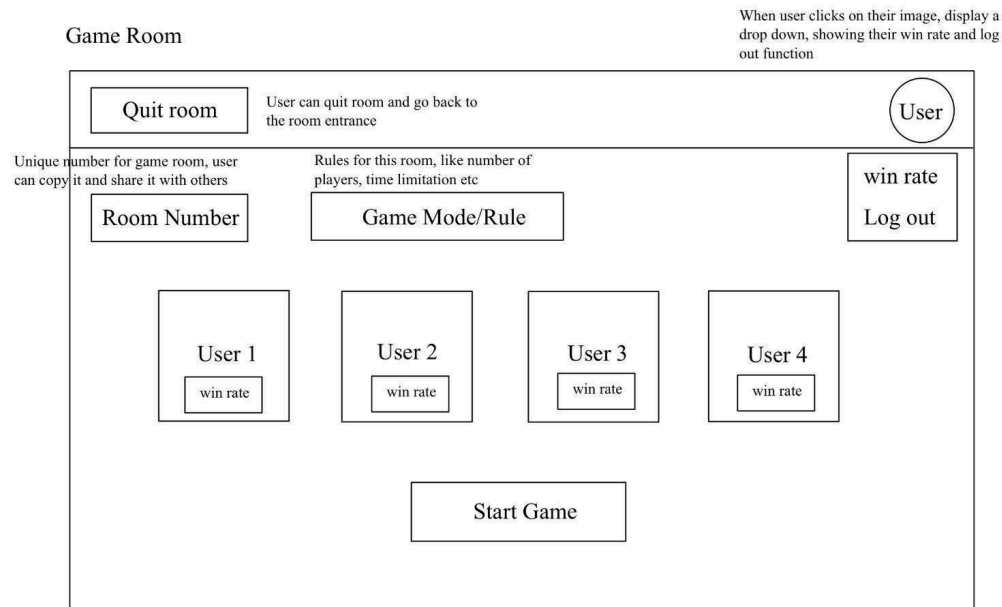 When user clicks on their image, display a
drop down, showing their win rate and log
out function
Game Room
Quit room
User can quit room and go back to
the room entrance
User
Unique number for game room, user
can copy it and share it with others
Rules for this room, like number of
players, time limitation etc
win rate
Log out
Room Number
Game Mode/Rule
User 1
win rate
User 2
win rate
User 3
win rate
User 4
win rate
Start Game